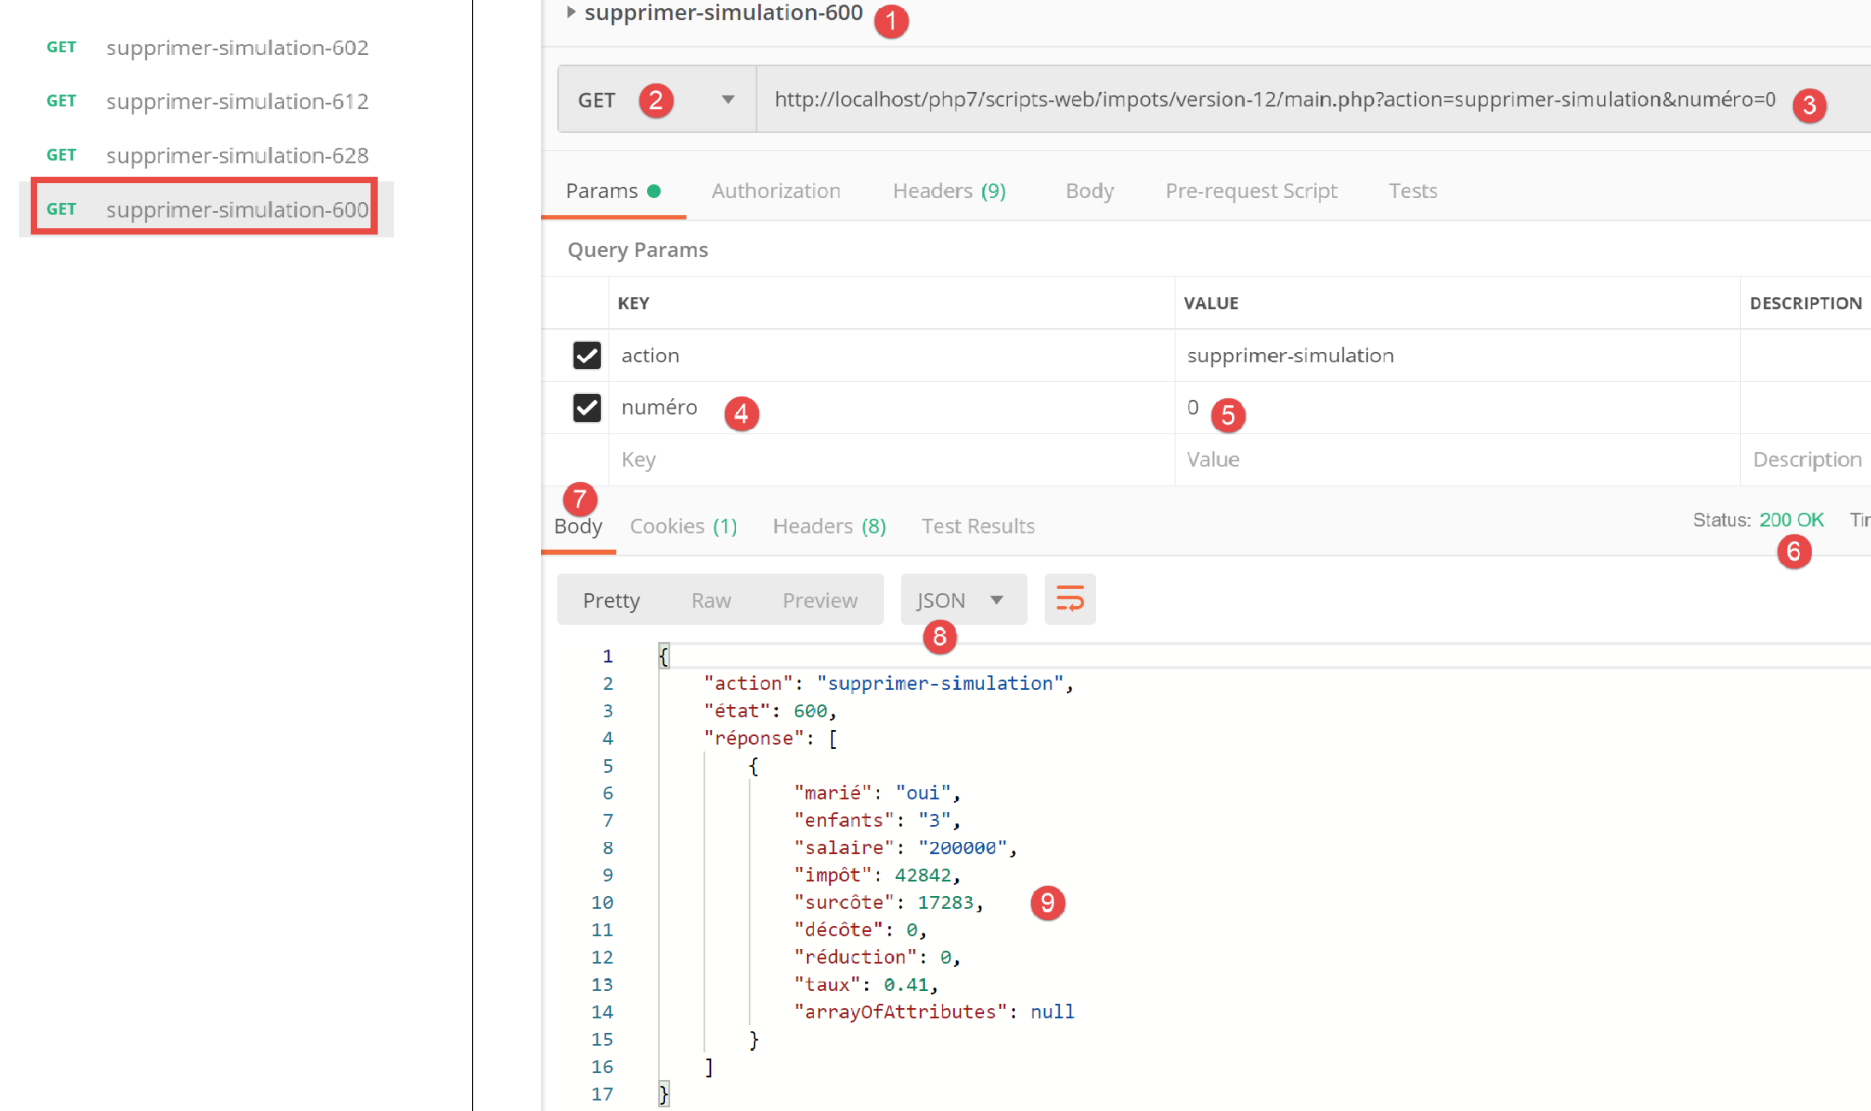 GET supprimer-simulation-602
GET supprimer-simulation-612
GET supprimer-simulation-628
GET supprimer-simulation-600
supprimer-simulation-600 1
GET 2 http://localhost/php7/scripts-web/impots/version-12/main.php?action=supprimer-simulation&numéro=0 3
Params Authorization Headers (9) Body Pre-request Script Tests
Query Params
KEY VALUE DESCRIPTION
action supprimer-simulation
numéro 4 0 5
Key Value Description
7
Body Cookies (1) Headers (8) Test Results Status: 200 OK
6
Pretty Raw Preview JSON
8
1 {
2 "action": "supprimer-simulation",
3 "état": 600,
4 "réponse": [
5 {
6 "marié": "oui",
7 "enfants": "3",
8 "salaire": "200000",
9 "impôt": 42842,
10 "surcôte": 17283, 9
11 "décôte": 0,
12 "réduction": 0,
13 "taux": 0.41,
14 "arrayOfAttributes": null
15 }
16 ]
17 }